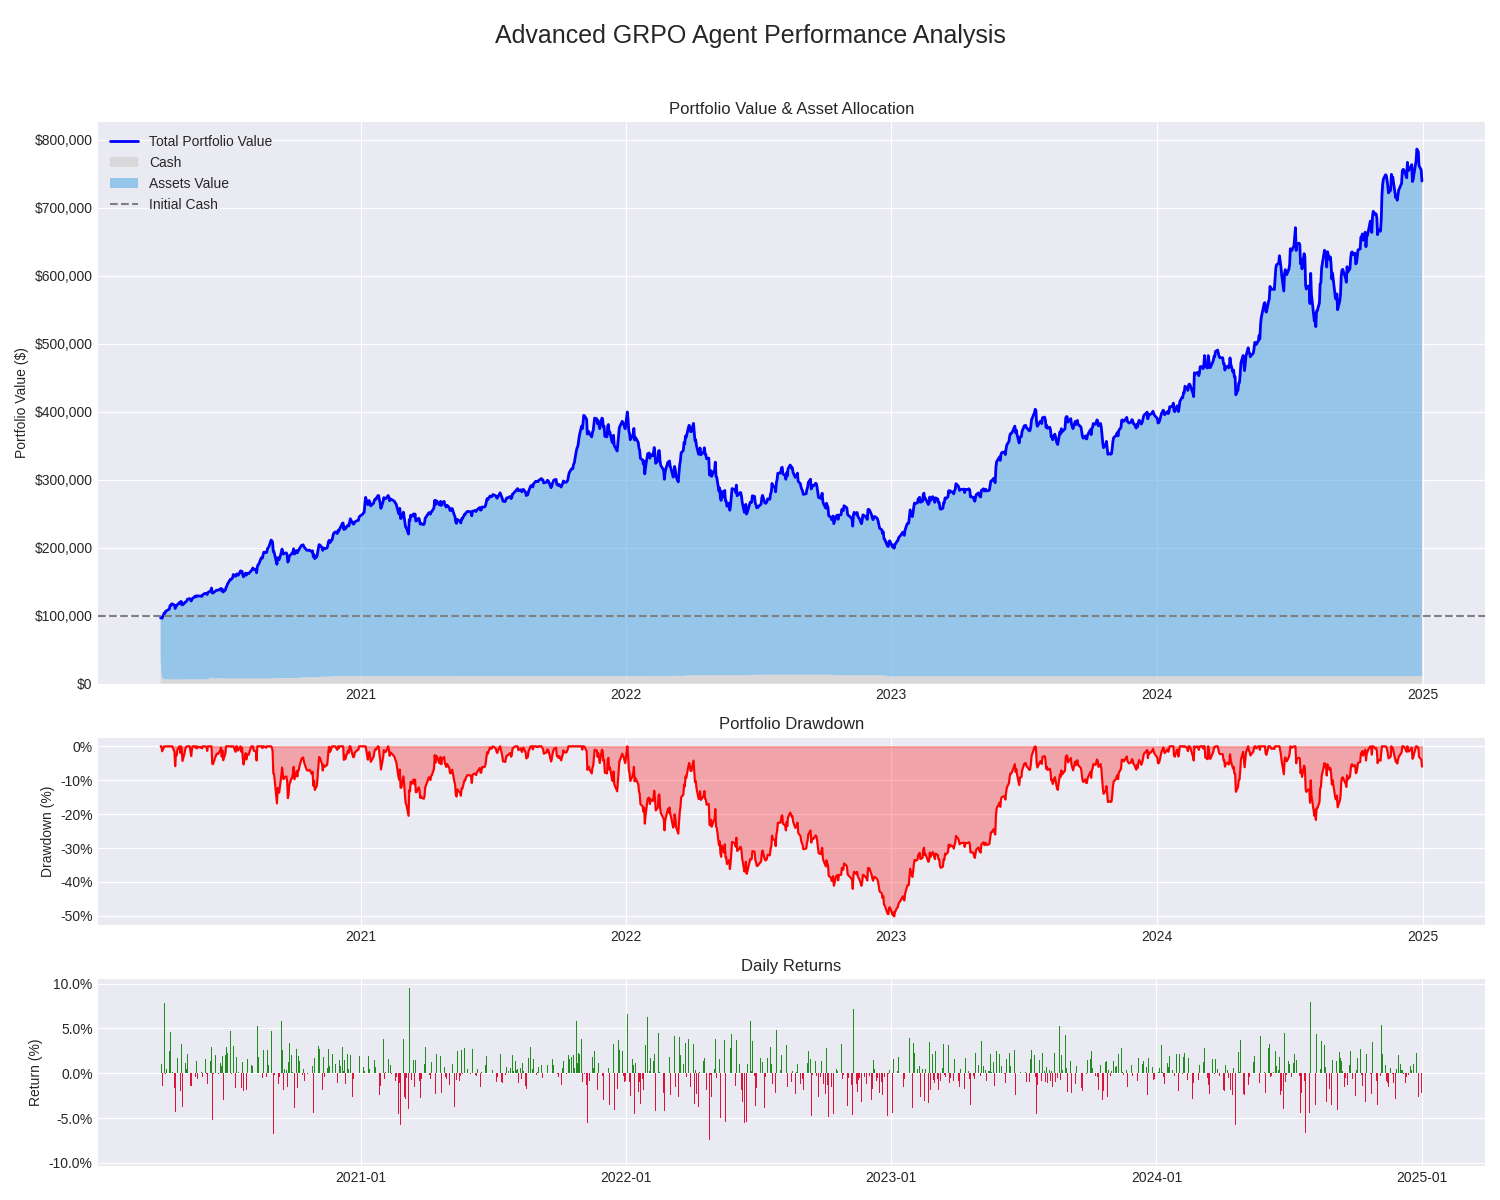 Advanced GRPO Agent Performance Analysis
Portfolio Value & Asset Allocation
Portfolio Value ($)
$800,000
$700,000
$600,000
$500,000
$400,000
$300,000
$200,000
$100,000
$0
Total Portfolio Value
Cash
Assets Value
Initial Cash
2021 2022 2023 2024 2025
Portfolio Drawdown
Drawdown (%)
0%
-10%
-20%
-30%
-40%
-50%
2021 2022 2023 2024 2025
Daily Returns
Return (%)
10.0%
5.0%
0.0%
-5.0%
-10.0%
2021-01 2022-01 2023-01 2024-01 2025-01